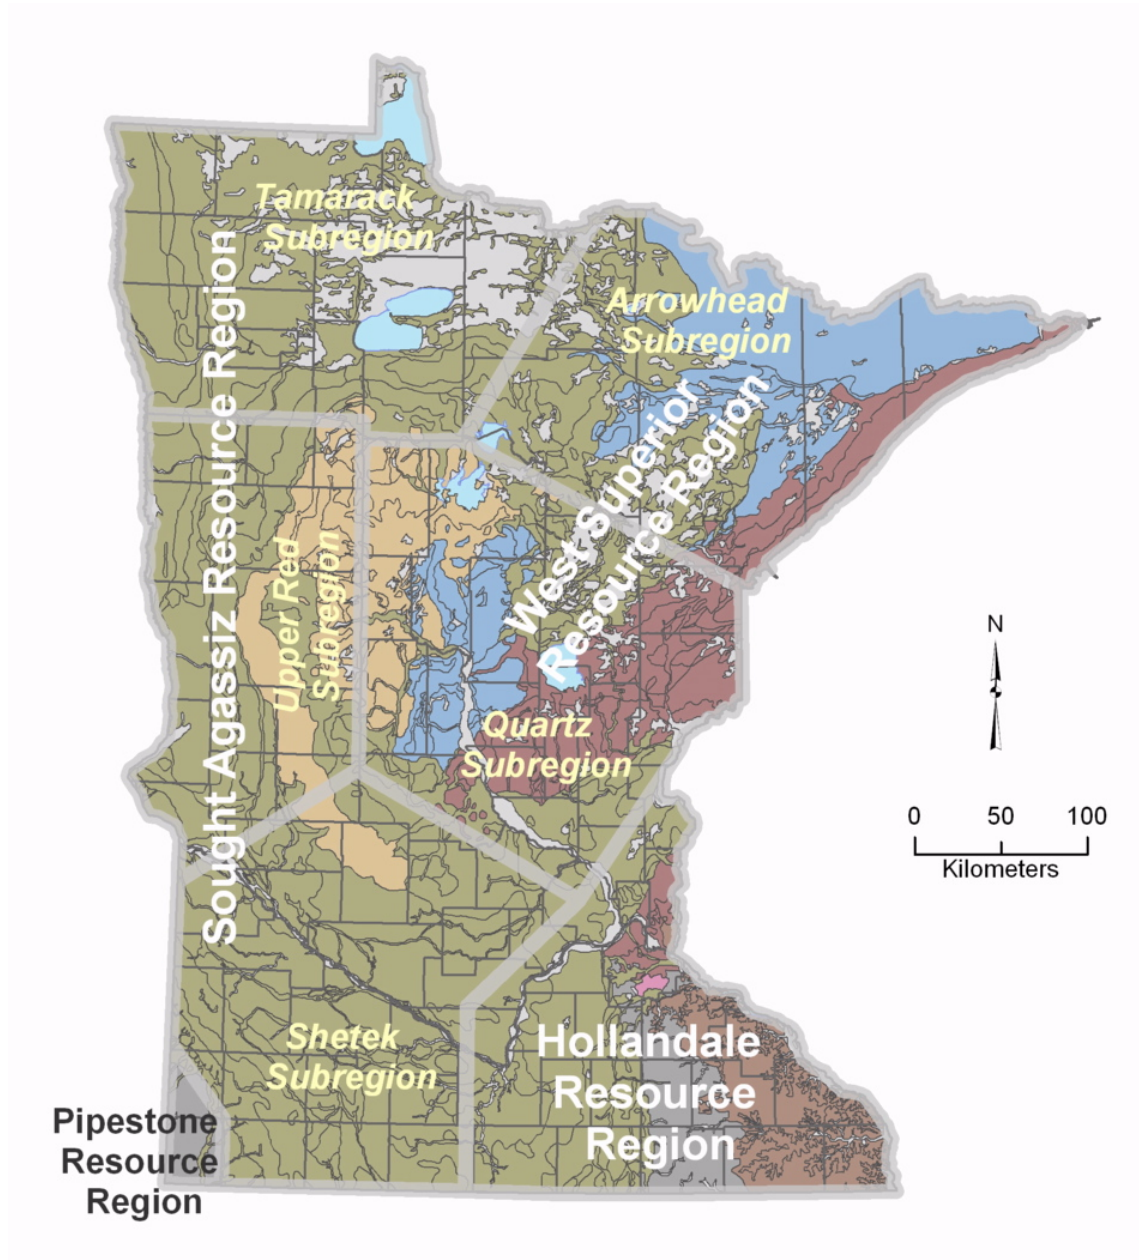 Tamarack
Subregion
Arrowhead
Subregion
Sought Agassiz Resource Region
West Superior
Resource Region
Upper Red
Subregion
Quartz
Subregion
N
0 50 100
Kilometers
Shetek
Subregion
Hollandale
Resource
Region
Pipestone
Resource
Region